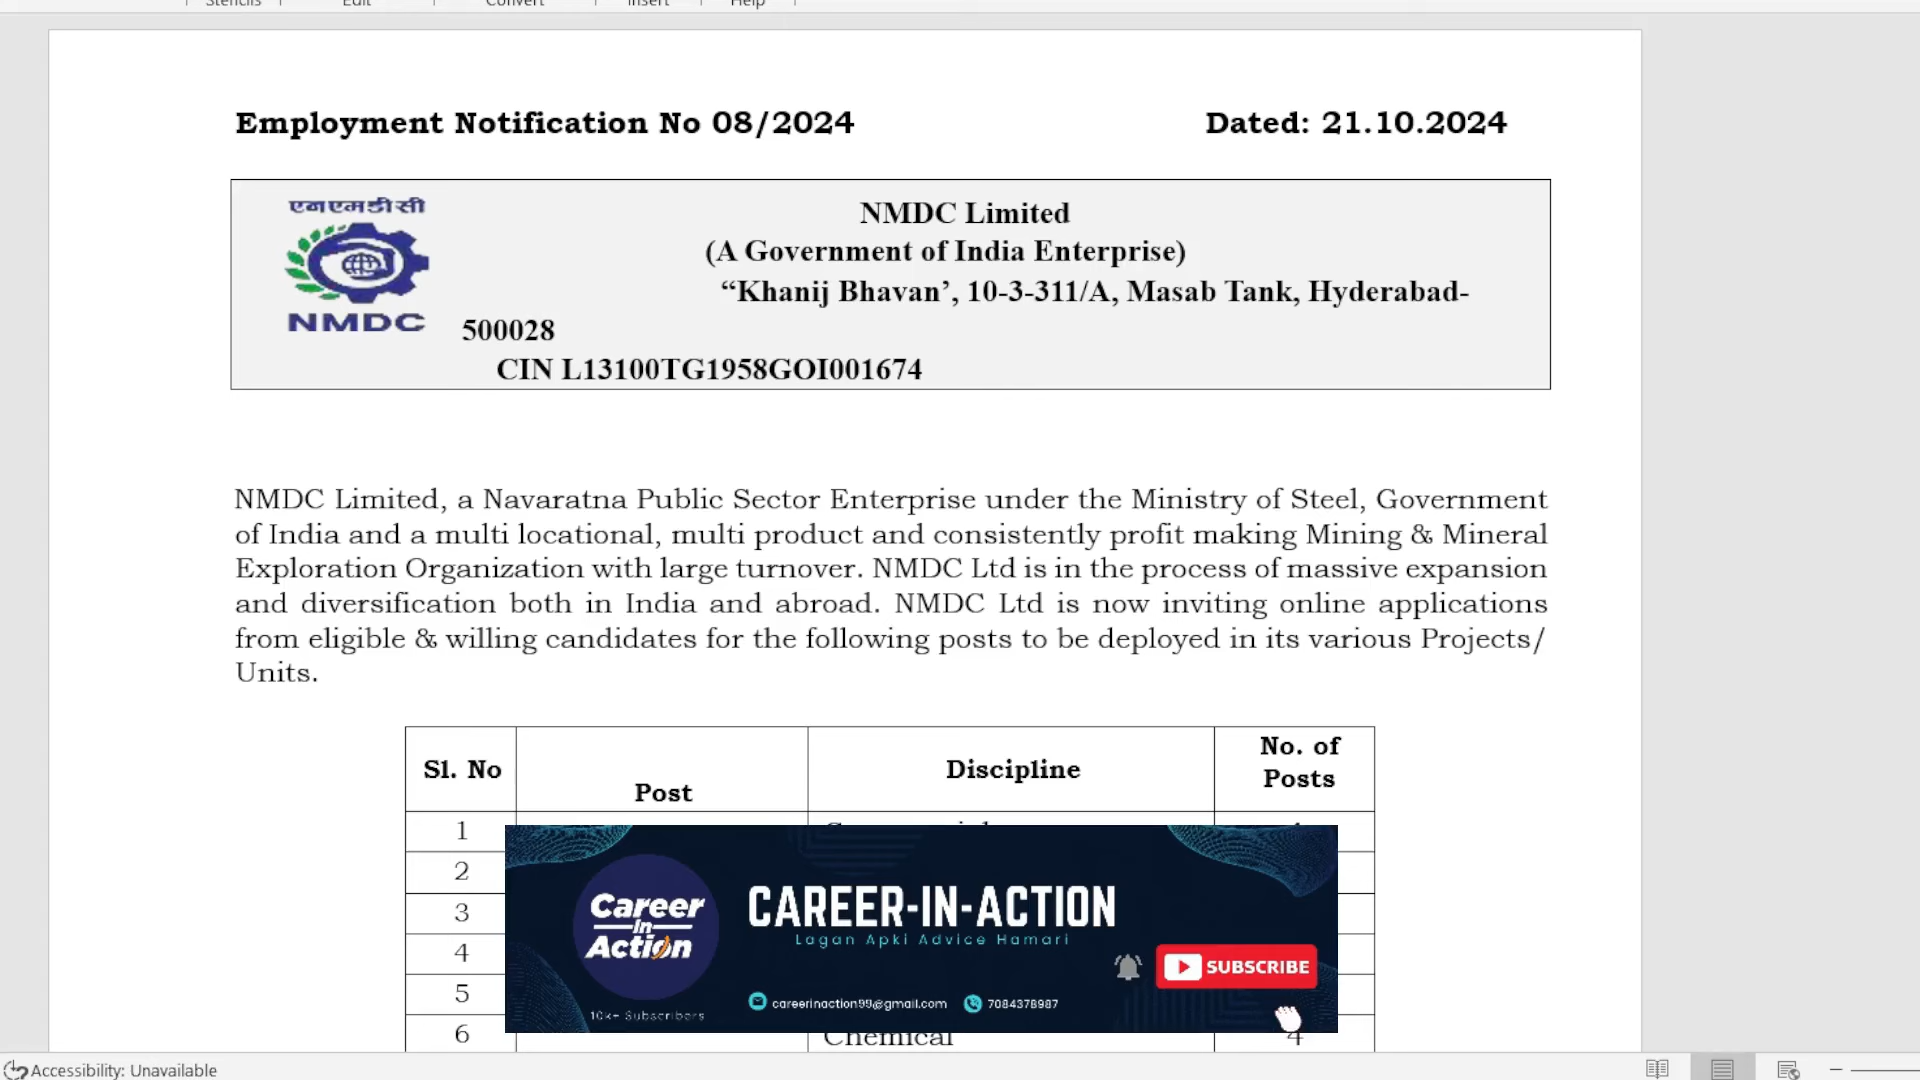 Stencils Edit Convert Insert Help
Employment Notification No 08/2024 Dated: 21.10.2024
एनएमडीसी
NMDC
NMDC Limited
(A Government of India Enterprise)
“Khanij Bhavan’, 10-3-311/A, Masab Tank, Hyderabad-
500028
CIN L13100TG1958GOI001674
NMDC Limited, a Navaratna Public Sector Enterprise under the Ministry of Steel, Government
of India and a multi locational, multi product and consistently profit making Mining & Mineral
Exploration Organization with large turnover. NMDC Ltd is in the process of massive expansion
and diversification both in India and abroad. NMDC Ltd is now inviting online applications
from eligible & willing candidates for the following posts to be deployed in its various Projects/
Units.
Sl. No Post Discipline No. of Posts
1
2
3
4
5
6 Chemical 4
Career
In
Action
10k+ Subscribers
CAREER-IN-ACTION
Lagan Apki Advice Hamari
SUBSCRIBE
careerinaction99@gmail.com 7084378987
Accessibility: Unavailable